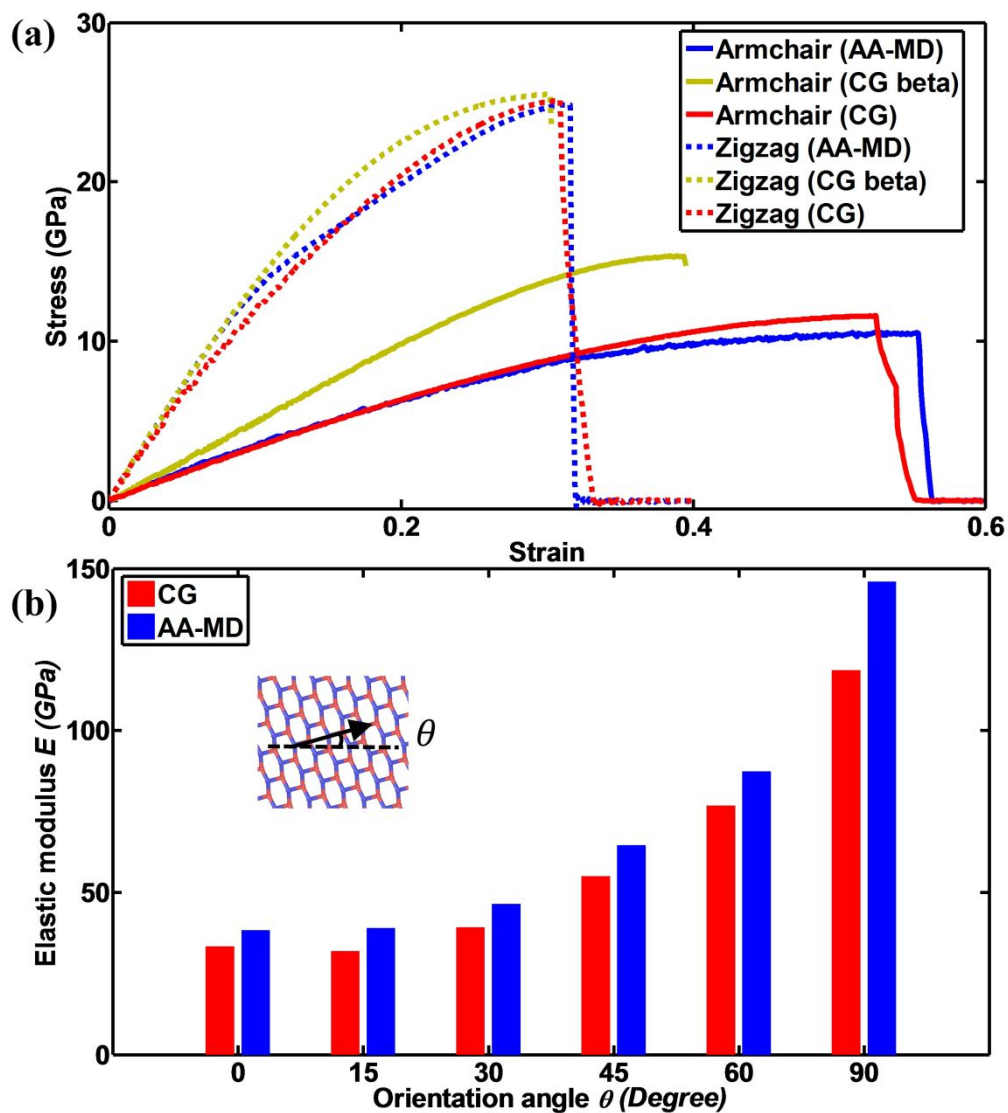 (a)
30
20
10
0
Stress (GPa)
Armchair (AA-MD)
Armchair (CG beta)
Armchair (CG)
Zigzag (AA-MD)
Zigzag (CG beta)
Zigzag (CG)
0 0.2 0.4 0.6
Strain
(b)
150
100
50
0
Elastic modulus E (GPa)
CG
AA-MD
θ
0 15 30 45 60 90
Orientation angle θ (Degree)